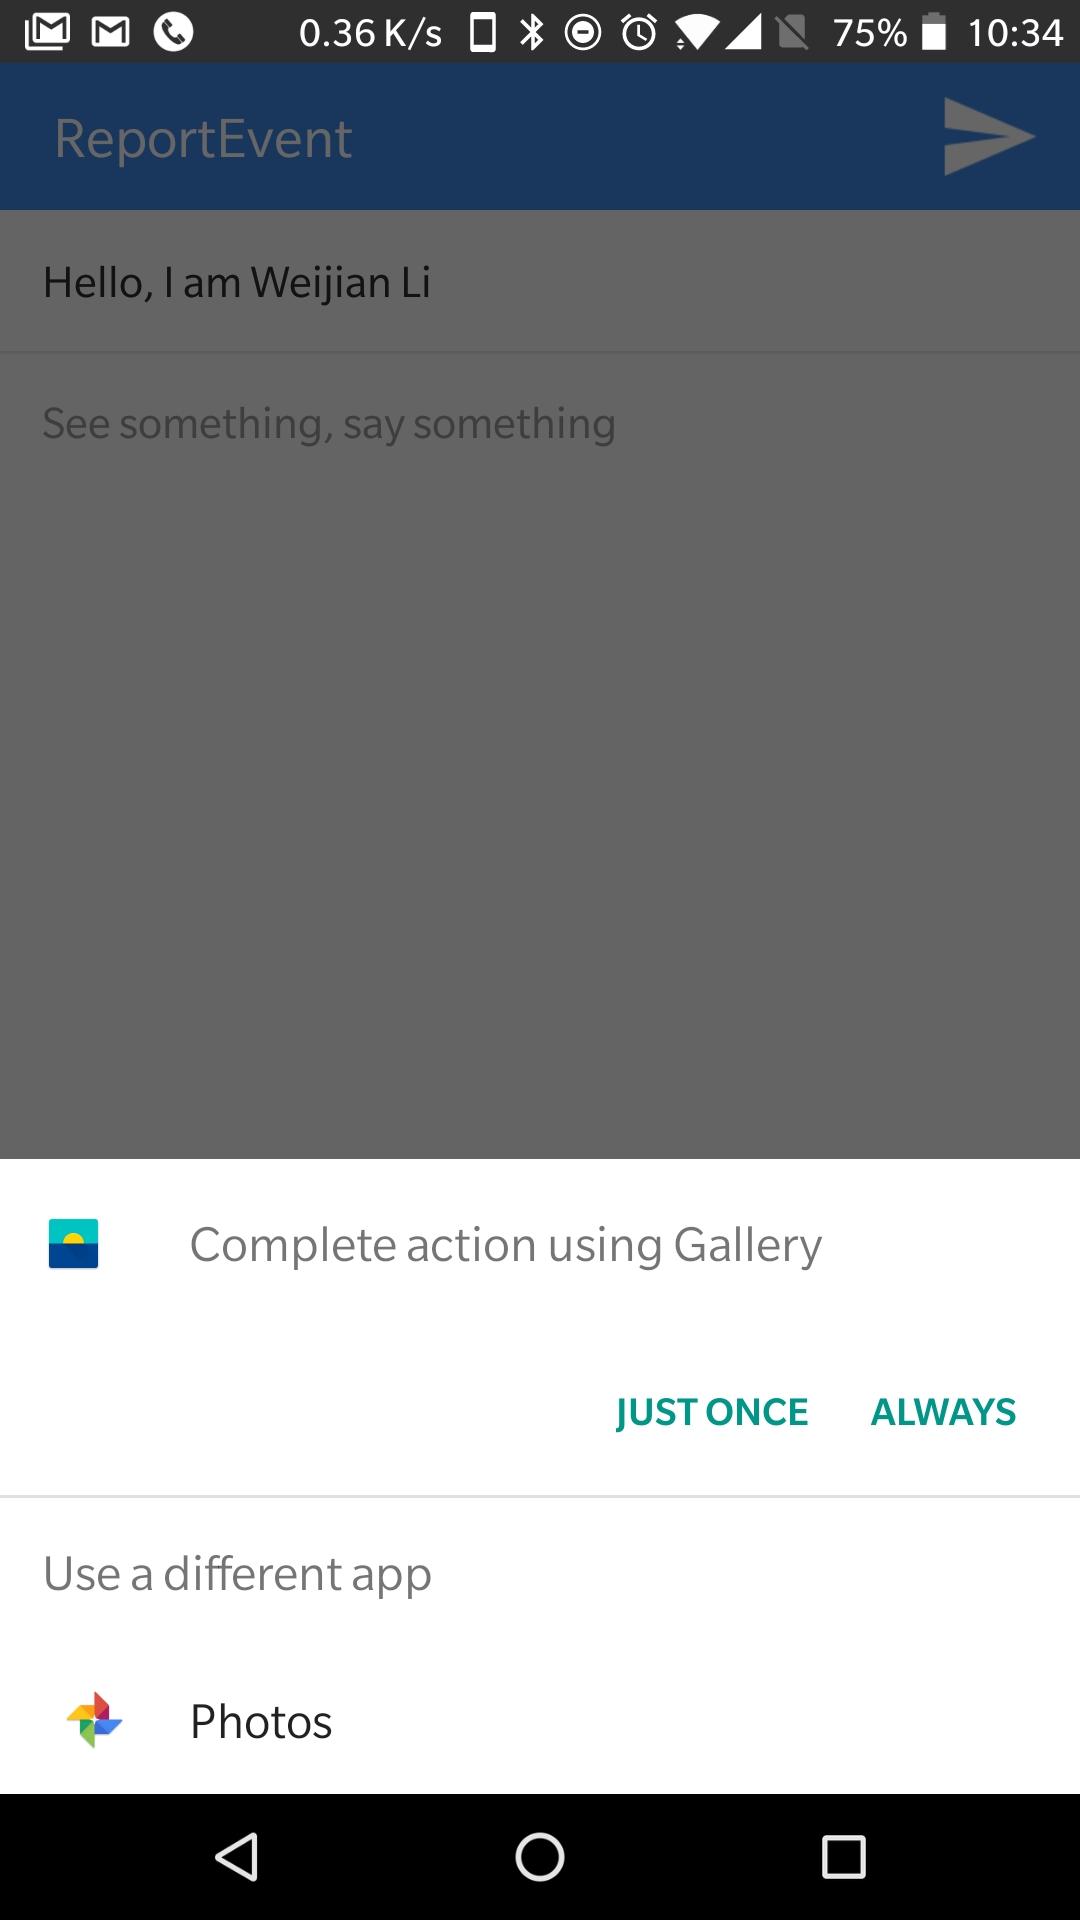 0.36 K/s 75% 10:34
ReportEvent
Hello, I am Weijian Li
See something, say something
Complete action using Gallery
JUST ONCE ALWAYS
Use a different app
Photos